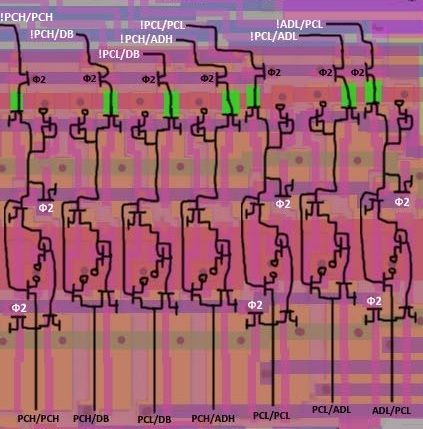 !PCH/PCH
!PCL/PCL
!ADL/PCL
!PCH/DB
!PCH/ADH
!PCL/ADL
!PCL/DB
Φ2 Φ2 Φ2 Φ2 Φ2 Φ2 Φ2
Φ2 Φ2 Φ2
Φ2 Φ2 Φ2
PCH/PCH PCH/DB PCL/DB PCH/ADH PCL/PCL PCL/ADL ADL/PCL